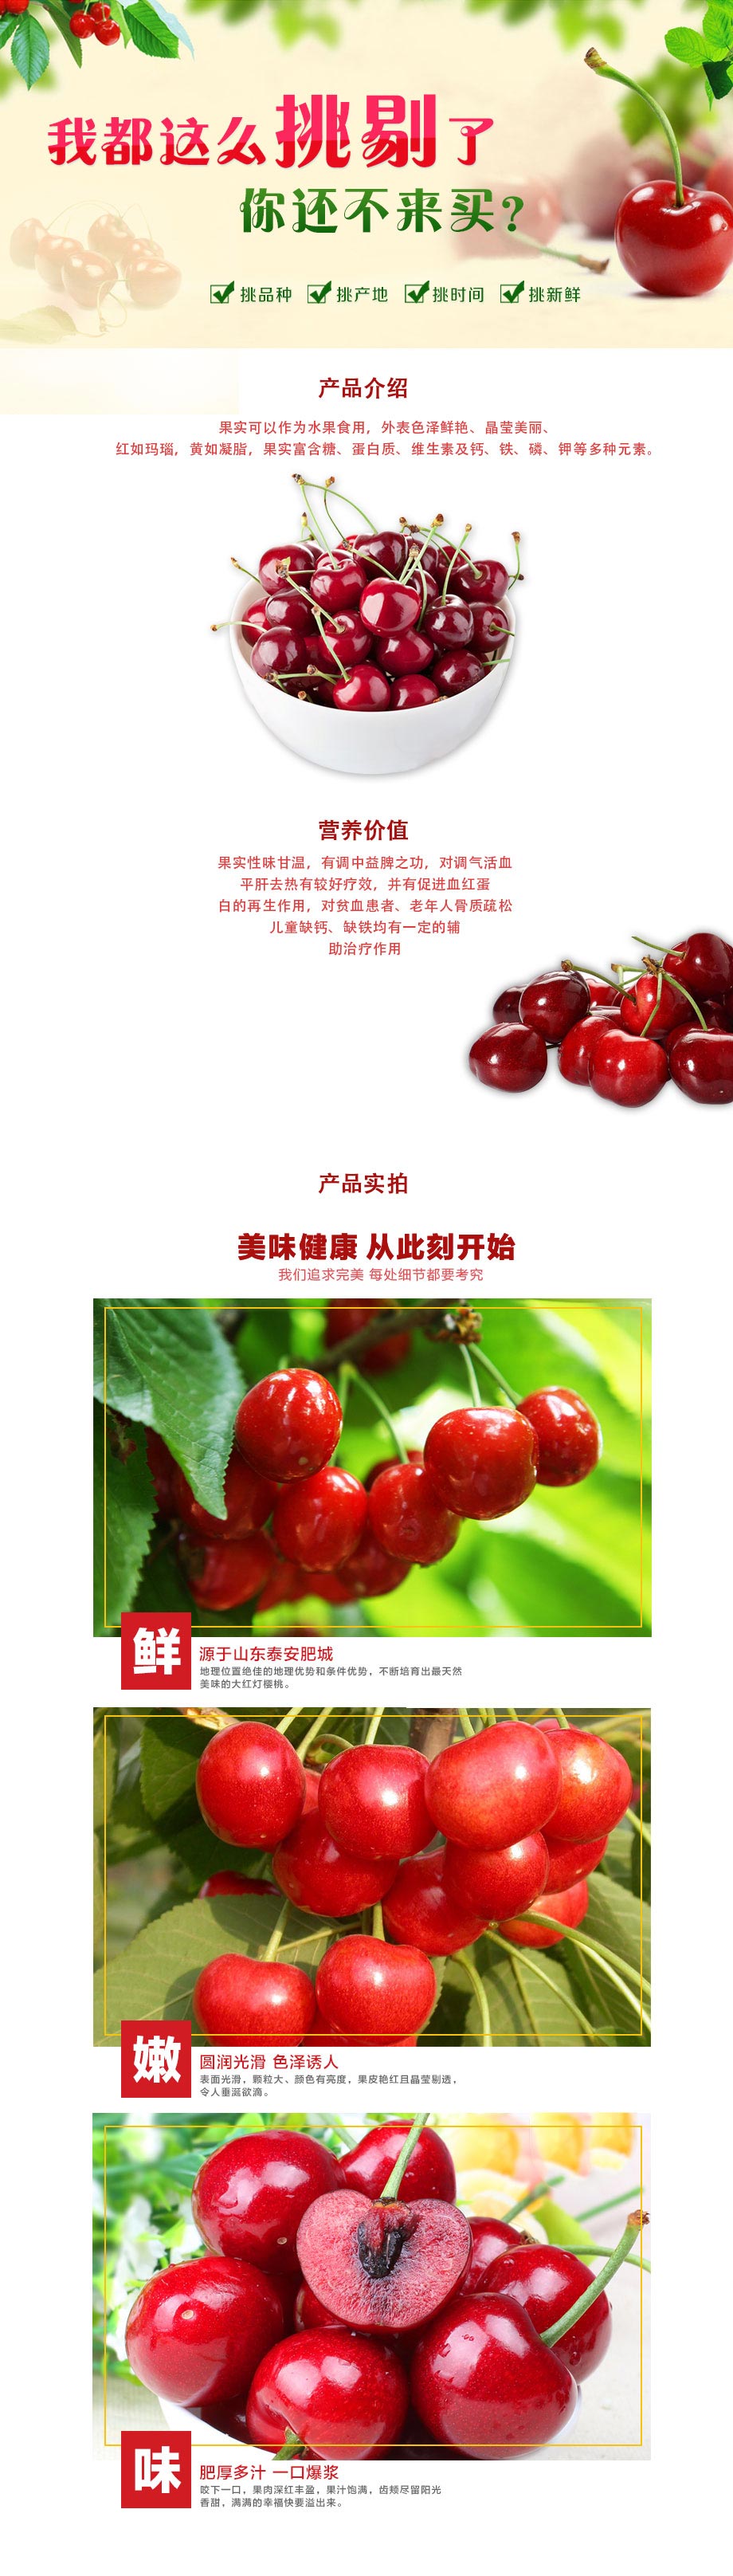 我都这么挑剔了
你还不来买?
挑品种 挑产地 挑时间 挑新鲜
产品介绍
果实可以作为水果食用，外表色泽鲜艳、晶莹美丽、
红如玛瑙，黄如凝脂，果实富含糖、蛋白质、维生素及钙、铁、磷、钾等多种元素。
营养价值
果实性味甘温，有调中益脾之功，对调气活血
平肝去热有较好疗效，并有促进血红蛋
白的再生作用，对贫血患者、老年人骨质疏松
儿童缺钙、缺铁均有一定的辅
助治疗作用
产品实拍
美味健康 从此刻开始
我们追求完美 每处细节都要考究
鲜
源于山东泰安肥城
地理位置绝佳的地理优势和条件优势，不断培育出最天然
美味的大红灯樱桃。
嫩
圆润光滑 色泽诱人
表面光滑，颗粒大、颜色有亮度，果皮艳红且晶莹剔透，
令人垂涎欲滴。
味
肥厚多汁 一口爆浆
咬下一口，果肉深红丰盈，果汁饱满，齿颊尽留阳光
香甜，满满的幸福快要溢出来。